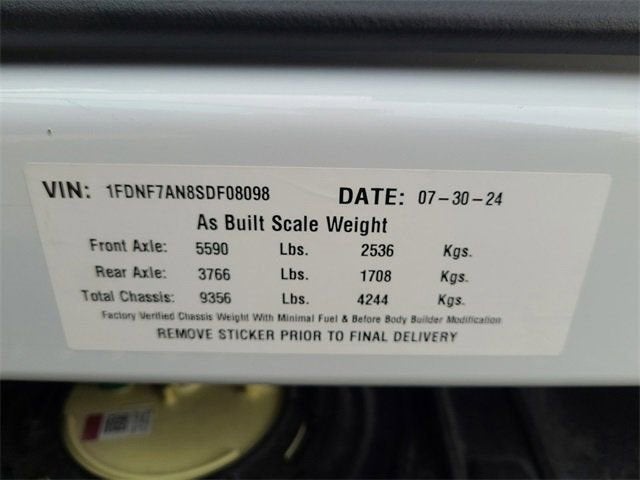 VIN: 1FDNF7AN8SDF08098 DATE: 07-30-24
As Built Scale Weight
Front Axle: 5590 Lbs. 2536 Kgs.
Rear Axle: 3766 Lbs. 1708 Kgs.
Total Chassis: 9356 Lbs. 4244 Kgs.
Factory Verified Chassis Weight With Minimal Fuel & Before Body Builder Modification
REMOVE STICKER PRIOR TO FINAL DELIVERY